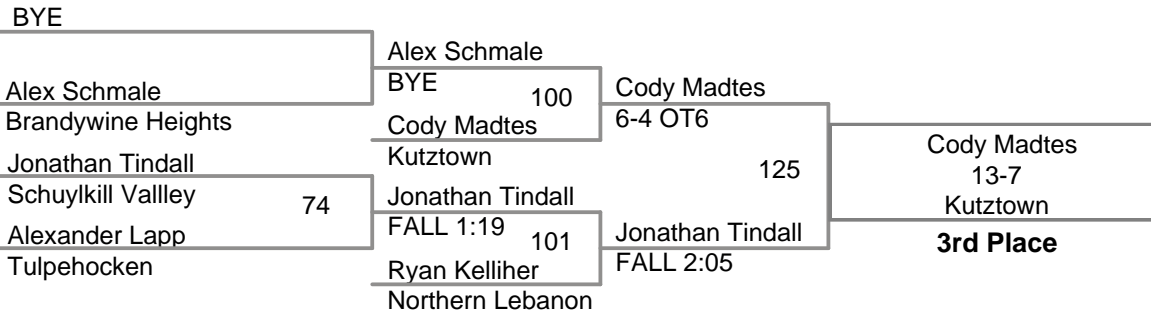 BYE
Alex Schmale
Brandywine Heights
Jonathan Tindall
Schuylkill Vallley
74
Alexander Lapp
Tulpehocken
Alex Schmale
BYE
100
Cody Madtes
Kutztown
Jonathan Tindall
FALL 1:19
101
Ryan Kelliher
Northern Lebanon
Cody Madtes
6-4 OT6
125
Jonathan Tindall
FALL 2:05
Cody Madtes
13-7
Kutztown
3rd Place